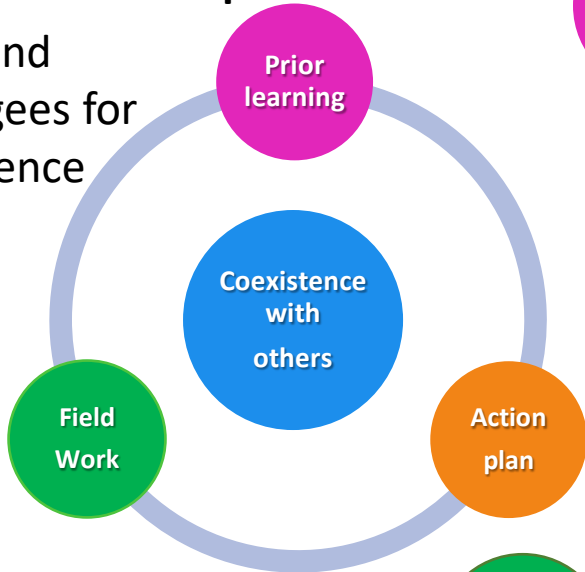 nd
gees for
ence
Prior
learning
Coexistence
with
others
Field
Work
Action
plan